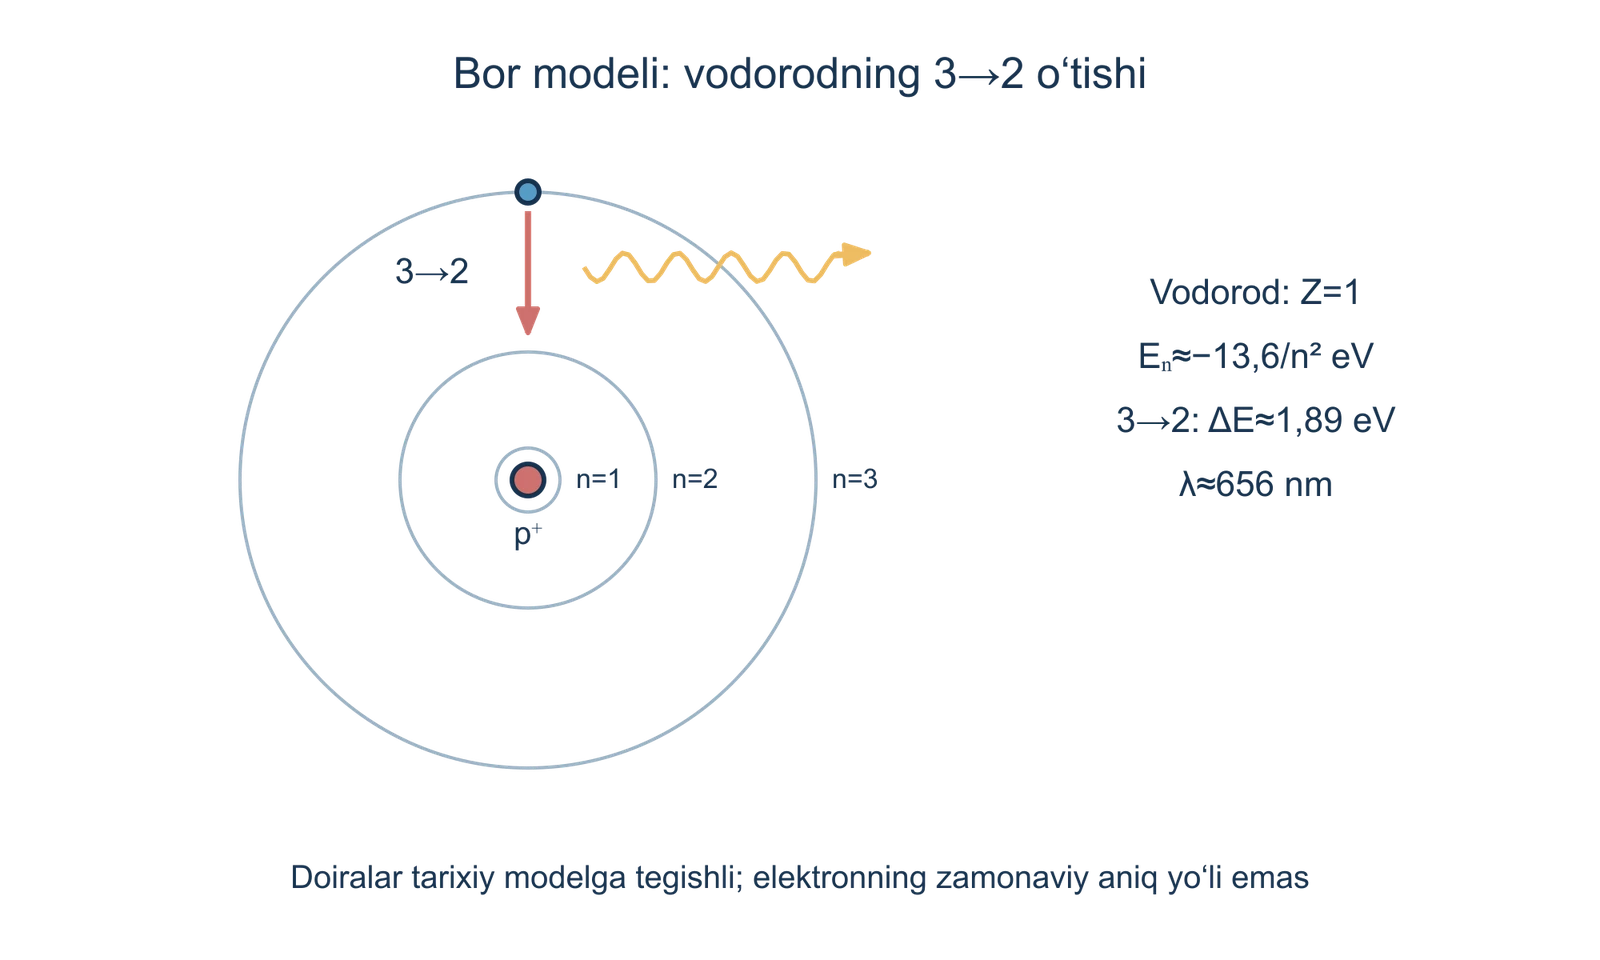 Bor modeli: vodorodning 3→2 o‘tishi
3→2
n=1
n=2
n=3
p⁺
Vodorod: Z=1
Eₙ≈−13,6/n² eV
3→2: ΔE≈1,89 eV
λ≈656 nm
Doiralar tarixiy modelga tegishli; elektronning zamonaviy aniq yo‘li emas